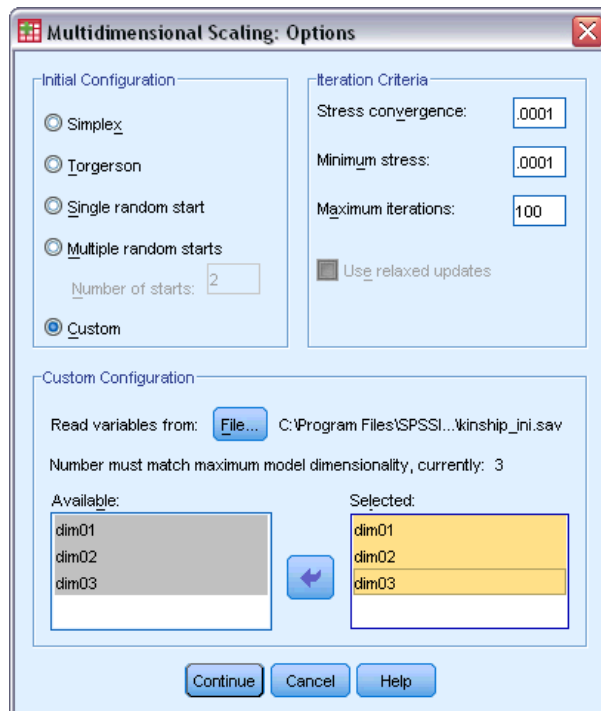 Multidimensional Scaling: Options
Initial Configuration
Simplex
Torgerson
Single random start
Multiple random starts
Number of starts: 2
Custom
Iteration Criteria
Stress convergence: .0001
Minimum stress: .0001
Maximum iterations: 100
Use relaxed updates
Custom Configuration
Read variables from: File... C:\Program Files\SPSSI...\kinship_ini.sav
Number must match maximum model dimensionality, currently: 3
Available:
dim01
dim02
dim03
Selected:
dim01
dim02
dim03
Continue Cancel Help